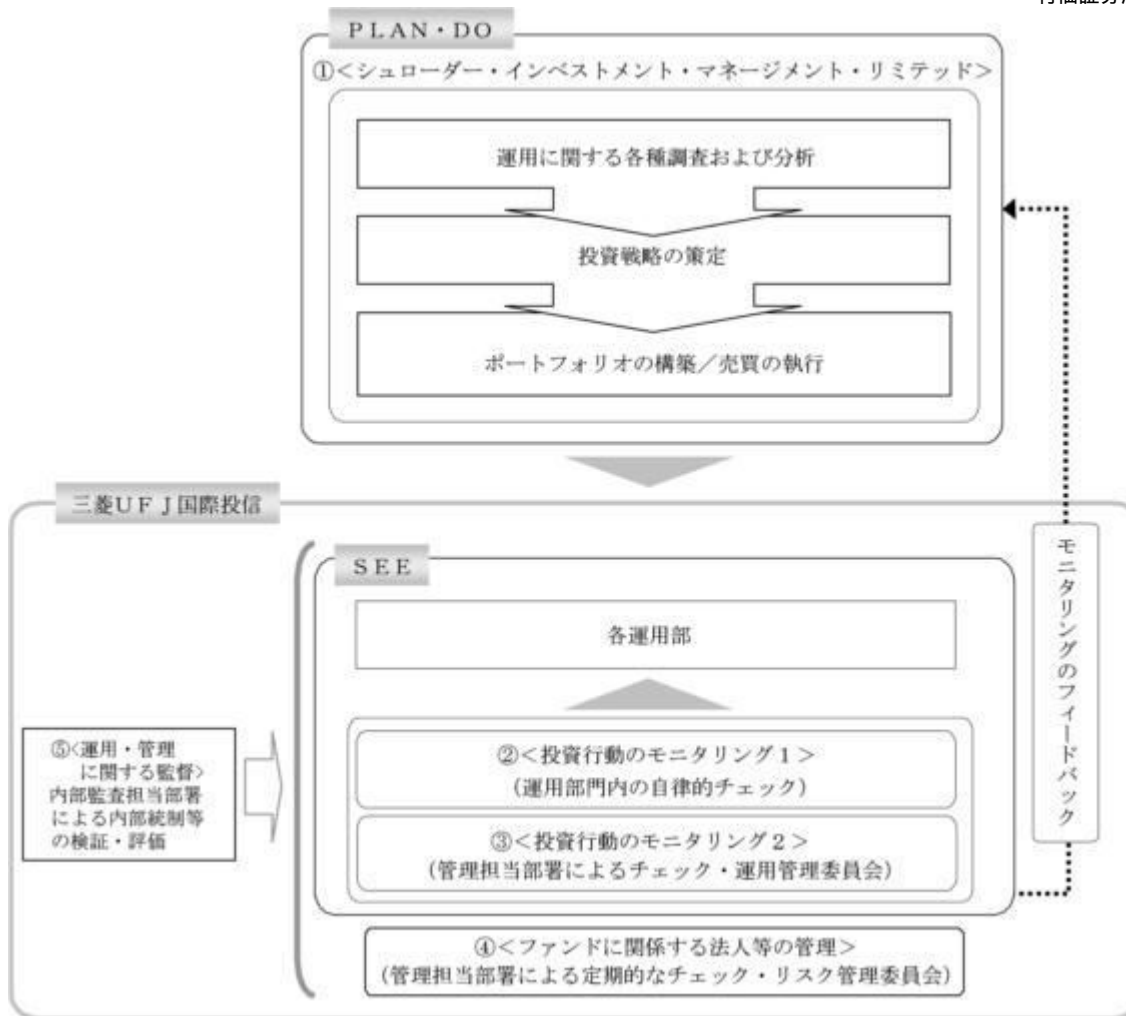 PLAN・DO
①<シュローダー・インベストメント・マネージメント・リミテッド>
運用に関する各種調査および分析
投資戦略の策定
ポートフォリオの構築／売買の執行
三菱UFJ国際投信
SEE
各運用部
②<投資行動のモニタリング1>
(運用部門内の自律的チェック)
③<投資行動のモニタリング2>
(管理担当部署によるチェック・運用管理委員会)
④<ファンドに関係する法人等の管理>
(管理担当部署による定期的なチェック・リスク管理委員会)
⑤<運用・管理
に関する監督>
内部監査担当部署
による内部統制等
の検証・評価
モニタリングのフィードバック